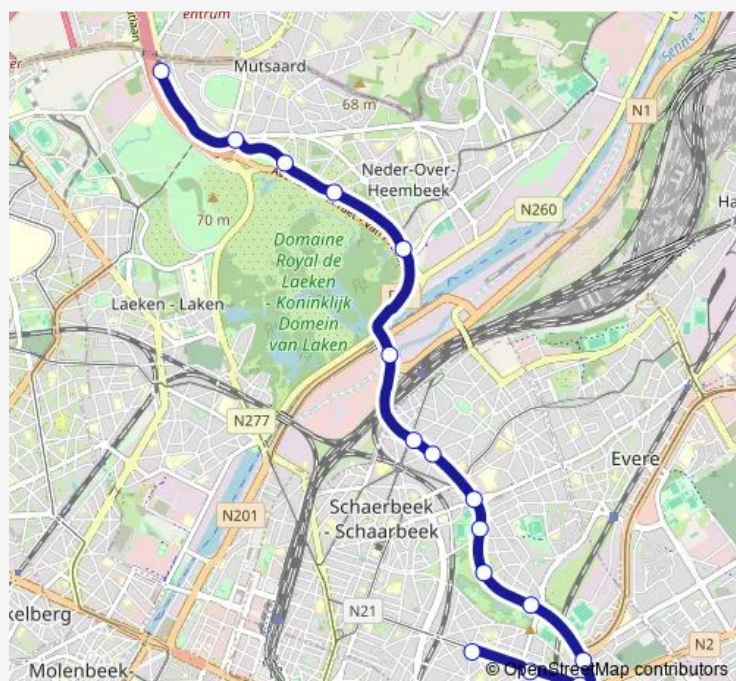 entrum
Mutsaard
68 m
N1
Neder-Over-
Heembeek
N260
70 m
Domaine
Royal de
Laeken
- Koninklijk
Domein
van Laken
Laeken - Laken
N277
Evere
Schaerbeek
- Schaarbeek
N201
N21
kelberg
N2
Molenbeek-
© OpenStreetMap contributors